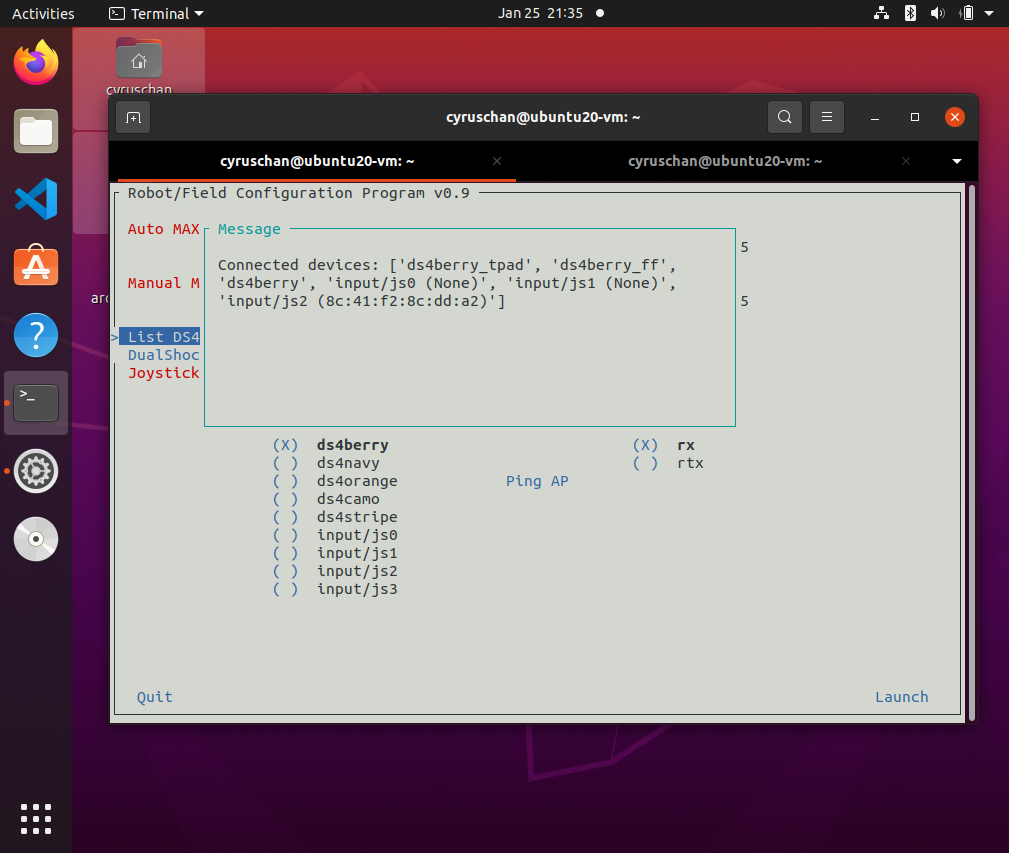 Activities
Terminal
Jan 25 21:35
cyruschan
cyruschan@ubuntu20-vm: ~
cyruschan@ubuntu20-vm: ~
cyruschan@ubuntu20-vm: ~
Robot/Field Configuration Program v0.9
Auto MAX
Message
5
Connected devices: ['ds4berry_tpad', 'ds4berry_ff',
Manual M
'ds4berry', 'input/js0 (None)', 'input/js1 (None)',
arc
'input/js2 (8c:41:f2:8c:dd:a2)']
5
> List DS4
DualShoc
Joystick
(X) ds4berry
(X) rx
( ) ds4navy
( ) rtx
( ) ds4orange
Ping AP
( ) ds4camo
( ) ds4stripe
( ) input/js0
( ) input/js1
( ) input/js2
( ) input/js3
Quit
Launch